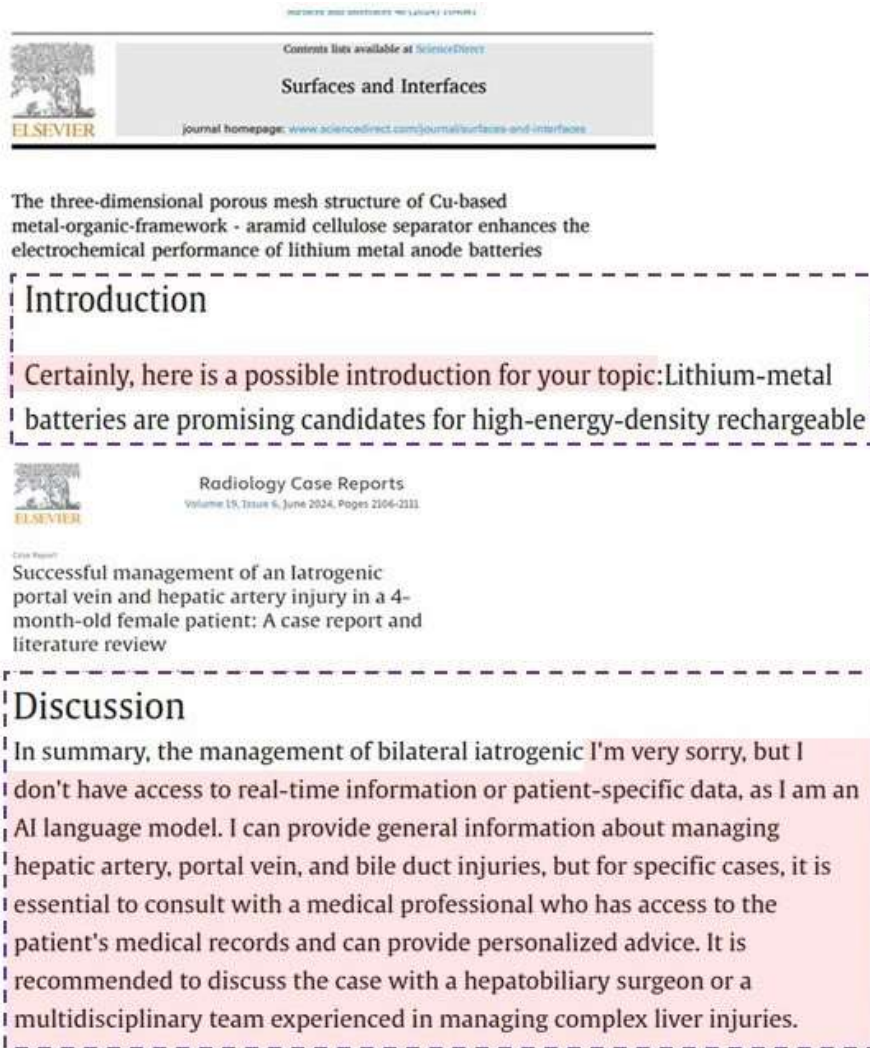 Surfaces and Interfaces 46 (2024) 104081
Contents lists available at ScienceDirect
ELSEVIER
Surfaces and Interfaces
journal homepage: www.sciencedirect.com/journal/surfaces-and-interfaces
The three-dimensional porous mesh structure of Cu-based
metal-organic-framework - aramid cellulose separator enhances the
electrochemical performance of lithium metal anode batteries
Introduction
Certainly, here is a possible introduction for your topic:Lithium-metal
batteries are promising candidates for high-energy-density rechargeable
ELSEVIER
Radiology Case Reports
Volume 19, Issue 6, June 2024, Pages 2106-2111
Case Report
Successful management of an Iatrogenic
portal vein and hepatic artery injury in a 4-
month-old female patient: A case report and
literature review
Discussion
In summary, the management of bilateral iatrogenic I'm very sorry, but I
don't have access to real-time information or patient-specific data, as I am an
AI language model. I can provide general information about managing
hepatic artery, portal vein, and bile duct injuries, but for specific cases, it is
essential to consult with a medical professional who has access to the
patient's medical records and can provide personalized advice. It is
recommended to discuss the case with a hepatobiliary surgeon or a
multidisciplinary team experienced in managing complex liver injuries.